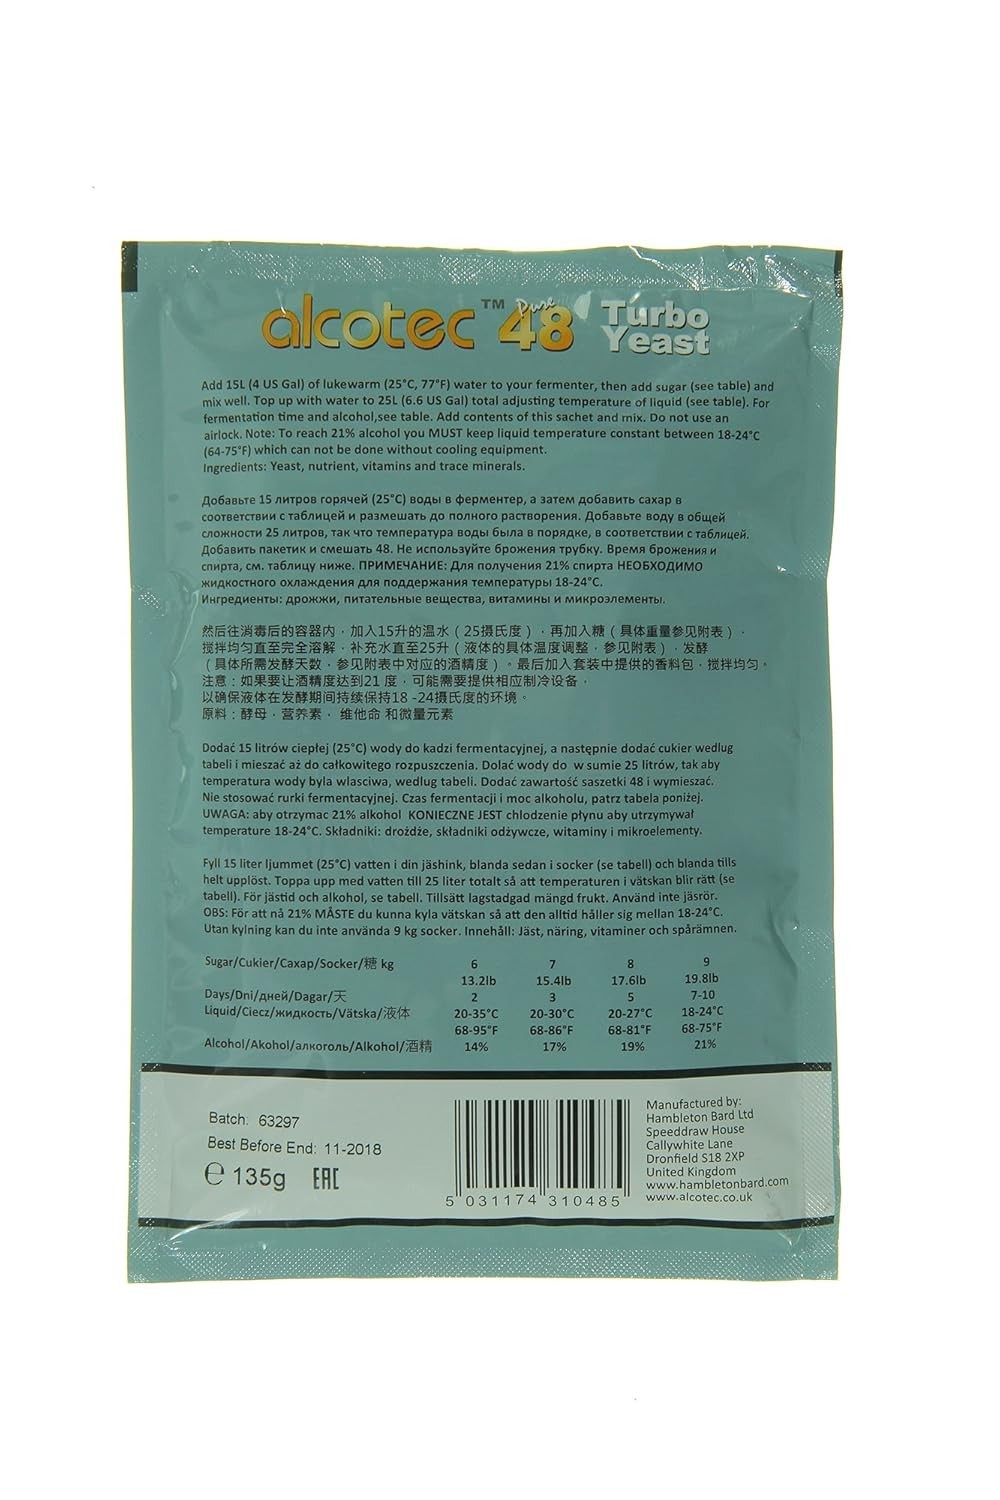 alcotec™ Pure 48 Turbo Yeast
Add 15L (4 US Gal) of lukewarm (25°C, 77°F) water to your fermenter, then add sugar (see table) and
mix well. Top up with water to 25L (6.6 US Gal) total adjusting temperature of liquid (see table). For
fermentation time and alcohol,see table. Add contents of this sachet and mix. Do not use an
airlock. Note: To reach 21% alcohol you MUST keep liquid temperature constant between 18-24°C
(64-75°F) which can not be done without cooling equipment.
Ingredients: Yeast, nutrient, vitamins and trace minerals.
Добавьте 15 литров горячей (25°C) воды в ферментер, а затем добавить сахар в
соответствии с таблицей и размешать до полного растворения. Добавьте воду в общей
сложности 25 литров, так что температура воды была в порядке, в соответствии с таблицей.
Добавить пакетик и смешать 48. Не используйте брожения трубку. Время брожения и
спирта, см. таблицу ниже. ПРИМЕЧАНИЕ: Для получения 21% спирта НЕОБХОДИМО
жидкостного охлаждения для поддержания температуры 18-24°C.
Ингредиенты: дрожжи, питательные вещества, витамины и микроэлементы.
然后往消毒后的容器内，加入15升的温水（25摄氏度），再加入糖（具体重量参见附表），
搅拌均匀直至完全溶解，补充水直至25升（液体的具体温度调整，参见附表），发酵
（具体所需发酵天数，参见附表中对应的酒精度）。最后加入套装中提供的香料包，搅拌均匀。
注意：如果要让酒精度达到21 度，可能需要提供相应制冷设备，
以确保液体在发酵期间持续保持18 -24摄氏度的环境。
原料：酵母，营养素， 维他命 和微量元素
Dodać 15 litrów ciepłej (25°C) wody do kadzi fermentacyjnej, a następnie dodać cukier według
tabeli i mieszać aż do całkowitego rozpuszczenia. Dolać wody do w sumie 25 litrów, tak aby
temperatura wody byla wlasciwa, według tabeli. Dodać zawartość saszetki 48 i wymieszać.
Nie stosować rurki fermentacyjnej. Czas fermentacji i moc alkoholu, patrz tabela poniżej.
UWAGA: aby otrzymac 21% alkohol KONIECZNE JEST chlodzenie płynu aby utrzymywał
temperature 18-24°C. Składniki: drożdże, składniki odżywcze, witaminy i mikroelementy.
Fyll 15 liter ljummet (25°C) vatten i din jäshink, blanda sedan i socker (se tabell) och blanda tills
helt upplöst. Toppa upp med vatten till 25 liter totalt så att temperaturen i vätskan blir rätt (se
tabell). För jästid och alkohol, se tabell. Tillsätt lagstadgad mängd frukt. Använd inte jäsrör.
OBS: För att nå 21% MÅSTE du kunna kyla vätskan så att den alltid håller sig mellan 18-24°C.
Utan kylning kan du inte använda 9 kg socker. Innehåll: Jäst, näring, vitaminer och spårämnen.
Sugar/Cukier/Сахар/Socker/糖 kg 6 7 8 9
13.2lb 15.4lb 17.6lb 19.8lb
Days/Dni/дней/Dagar/天 2 3 5 7-10
Liquid/Ciecz/жидкость/Vätska/液体 20-35°C 20-30°C 20-27°C 18-24°C
68-95°F 68-86°F 68-81°F 68-75°F
Alcohol/Akohol/алкоголь/Alkohol/酒精 14% 17% 19% 21%
Batch: 63297
Best Before End: 11-2018
℮ 135g EAC
5 031174 310485
Manufactured by:
Hambleton Bard Ltd
Speeddraw House
Callywhite Lane
Dronfield S18 2XP
United Kingdom
www.hambletonbard.com
www.alcotec.co.uk